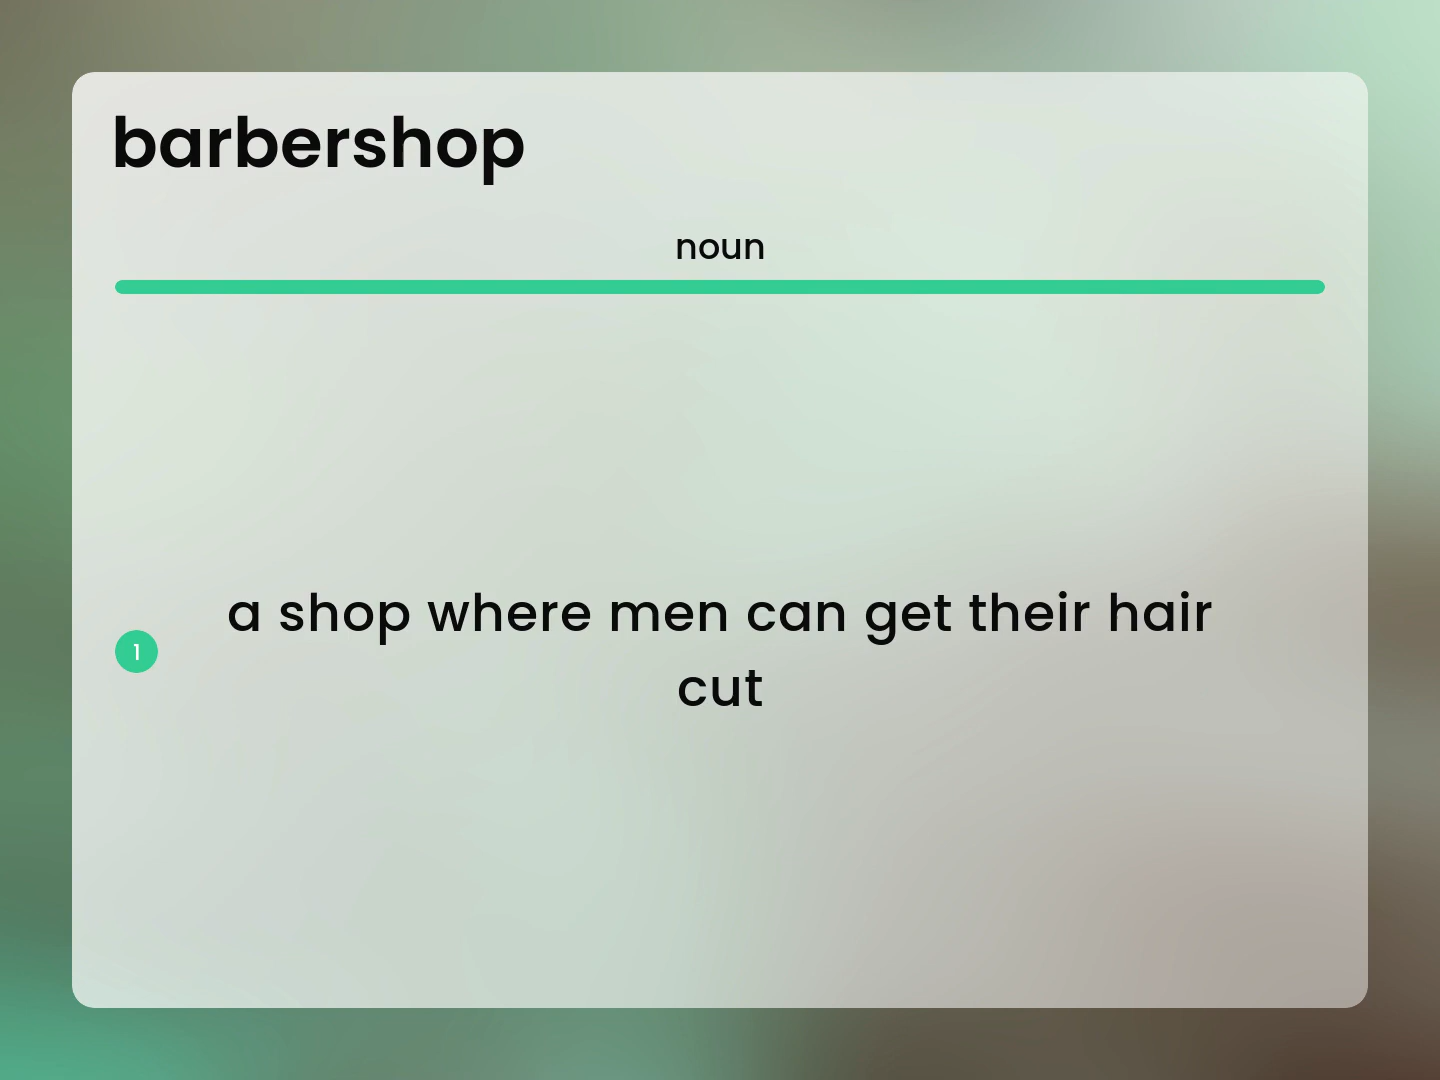 barbershop
noun
1
a shop where men can get their hair
cut